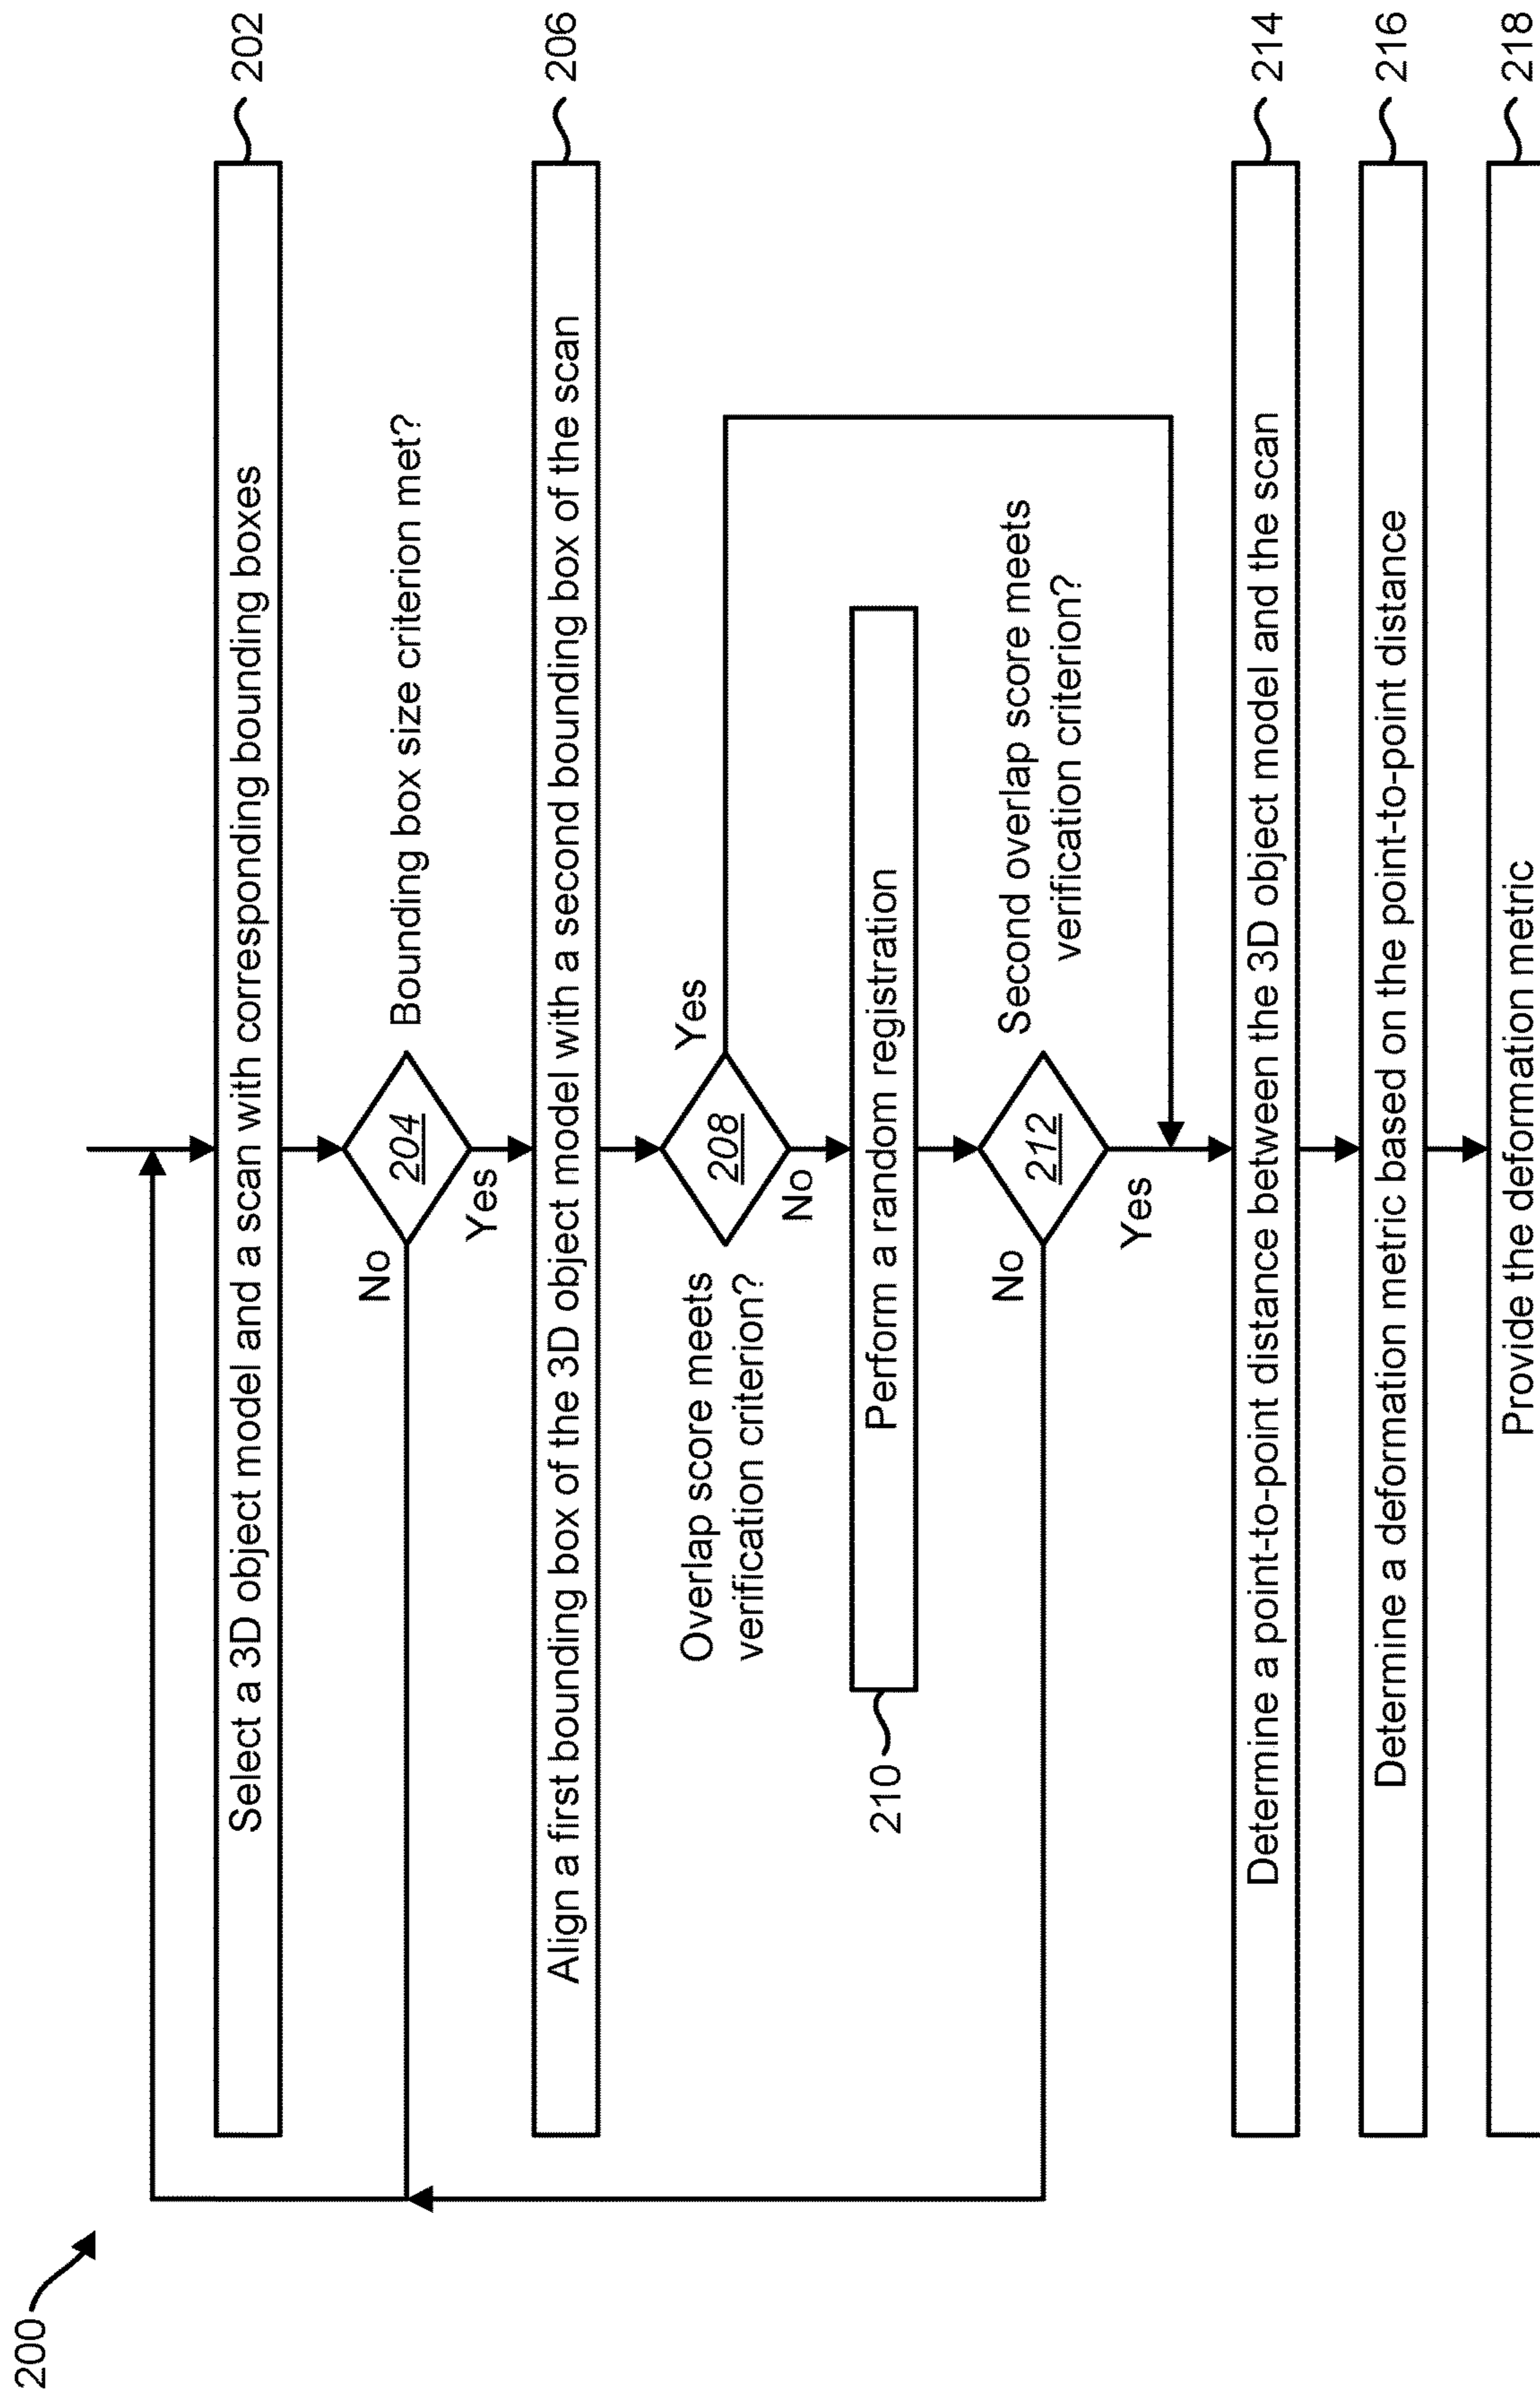 200
202
Select a 3D object model and a scan with corresponding bounding boxes
204
Bounding box size criterion met?
No
Yes
206
Align a first bounding box of the 3D object model with a second bounding box of the scan
Overlap score meets
verification criterion?
208
Yes
No
210
Perform a random registration
212
Second overlap score meets
verification criterion?
No
Yes
214
Determine a point-to-point distance between the 3D object model and the scan
216
Determine a deformation metric based on the point-to-point distance
218
Provide the deformation metric